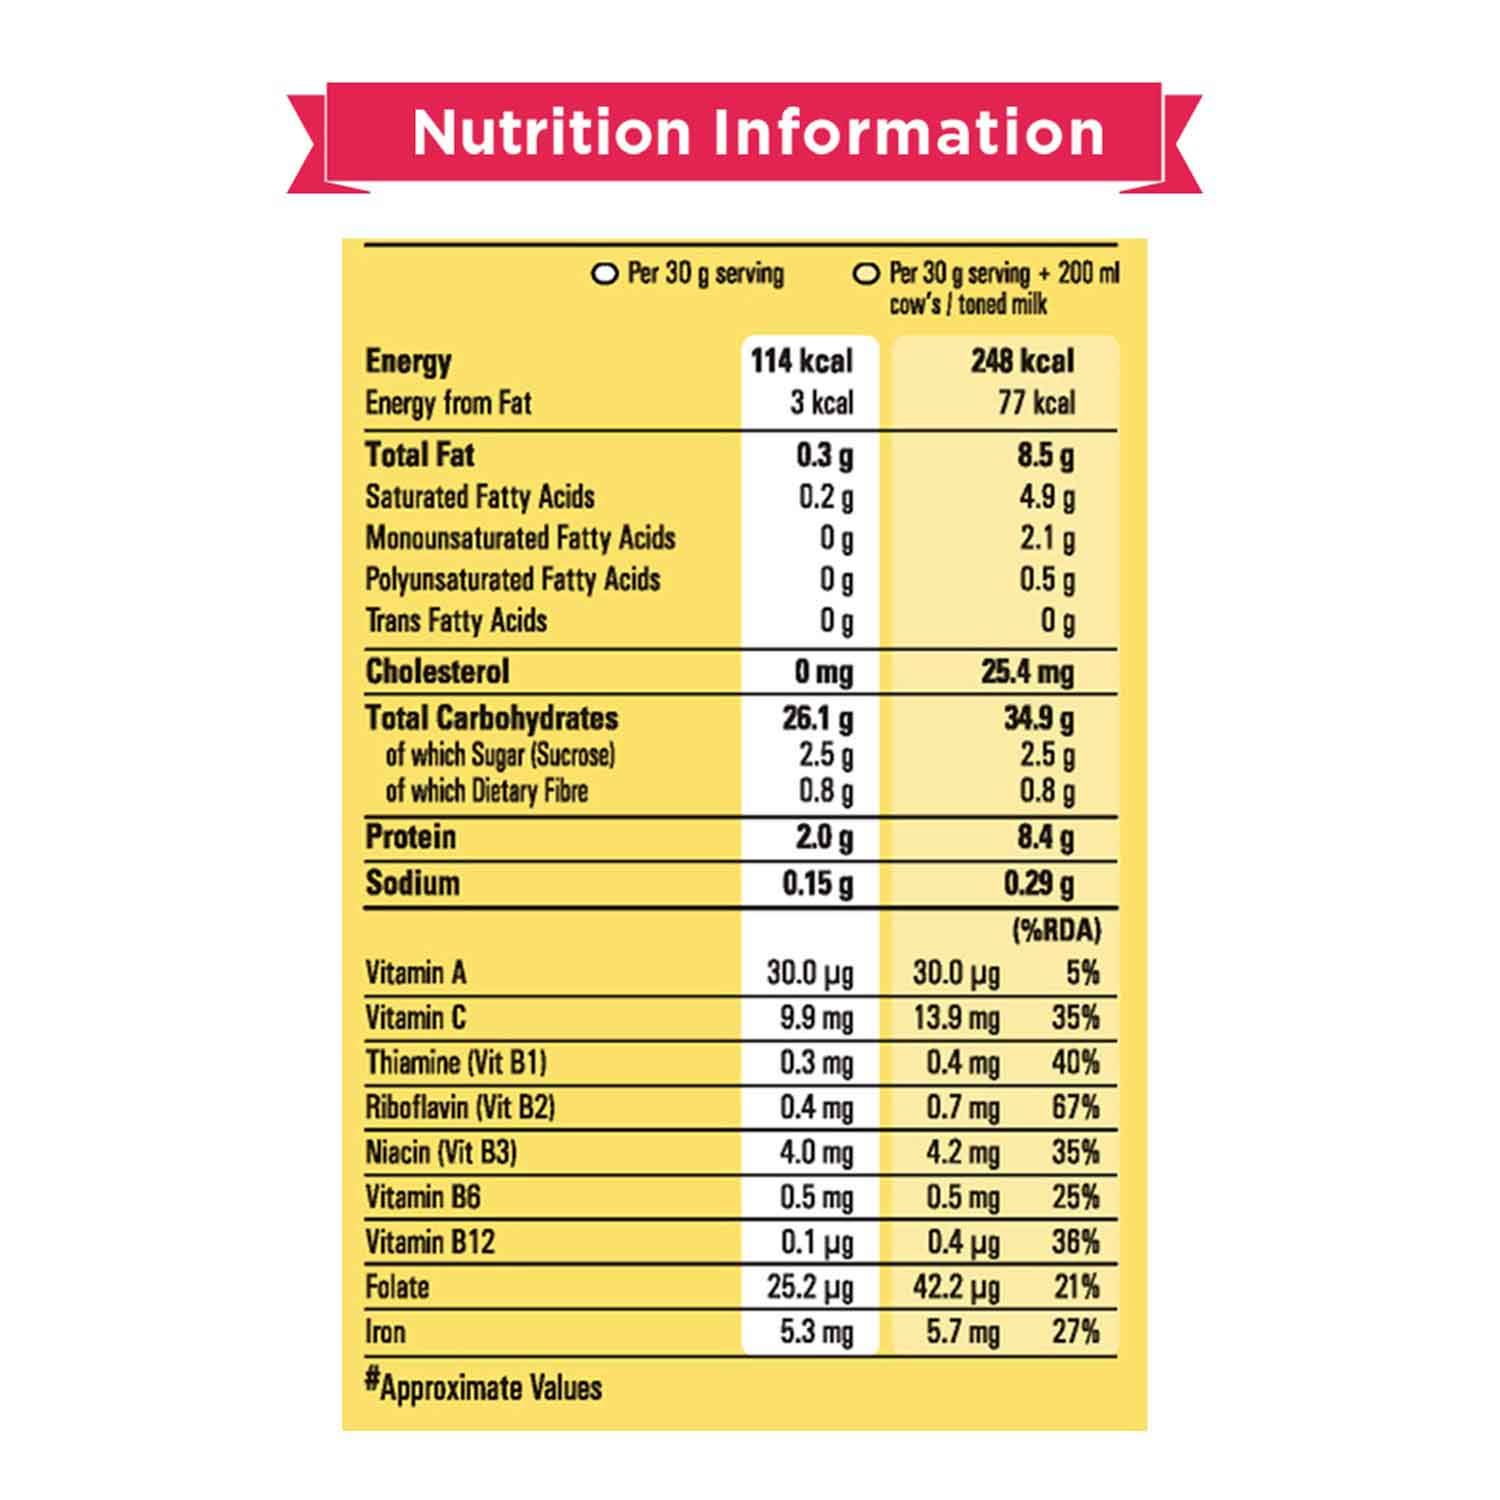 Nutrition Information
Per 30 g serving
Per 30 g serving + 200 ml
cow's / toned milk
Energy 114 kcal 248 kcal
Energy from Fat 3 kcal 77 kcal
Total Fat 0.3 g 8.5 g
Saturated Fatty Acids 0.2 g 4.9 g
Monounsaturated Fatty Acids 0 g 2.1 g
Polyunsaturated Fatty Acids 0 g 0.5 g
Trans Fatty Acids 0 g 0 g
Cholesterol 0 mg 25.4 mg
Total Carbohydrates 26.1 g 34.9 g
of which Sugar (Sucrose) 2.5 g 2.5 g
of which Dietary Fibre 0.8 g 0.8 g
Protein 2.0 g 8.4 g
Sodium 0.15 g 0.29 g
(%RDA)
Vitamin A 30.0 µg 30.0 µg 5%
Vitamin C 9.9 mg 13.9 mg 35%
Thiamine (Vit B1) 0.3 mg 0.4 mg 40%
Riboflavin (Vit B2) 0.4 mg 0.7 mg 67%
Niacin (Vit B3) 4.0 mg 4.2 mg 35%
Vitamin B6 0.5 mg 0.5 mg 25%
Vitamin B12 0.1 µg 0.4 µg 36%
Folate 25.2 µg 42.2 µg 21%
Iron 5.3 mg 5.7 mg 27%
#Approximate Values